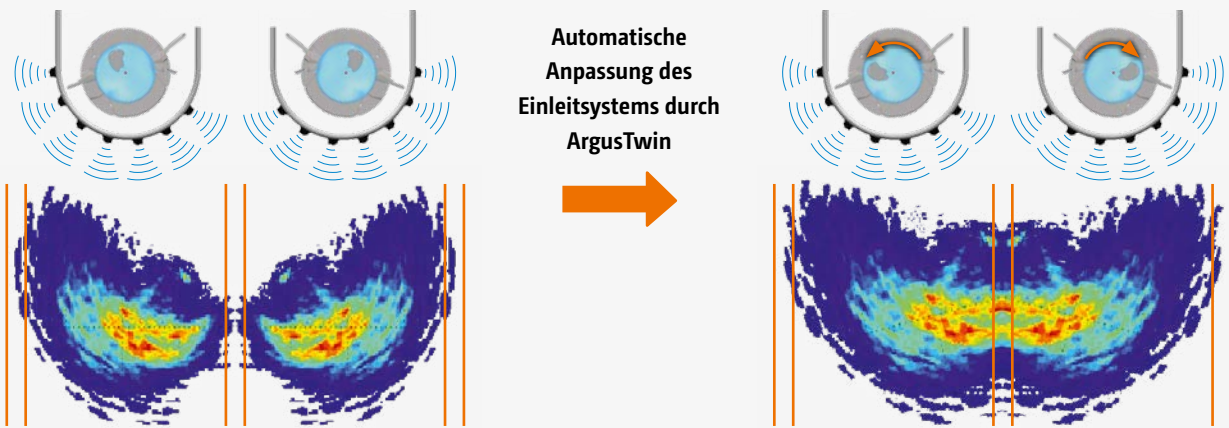 Automatische
Anpassung des
Einleitsystems durch
ArgusTwin